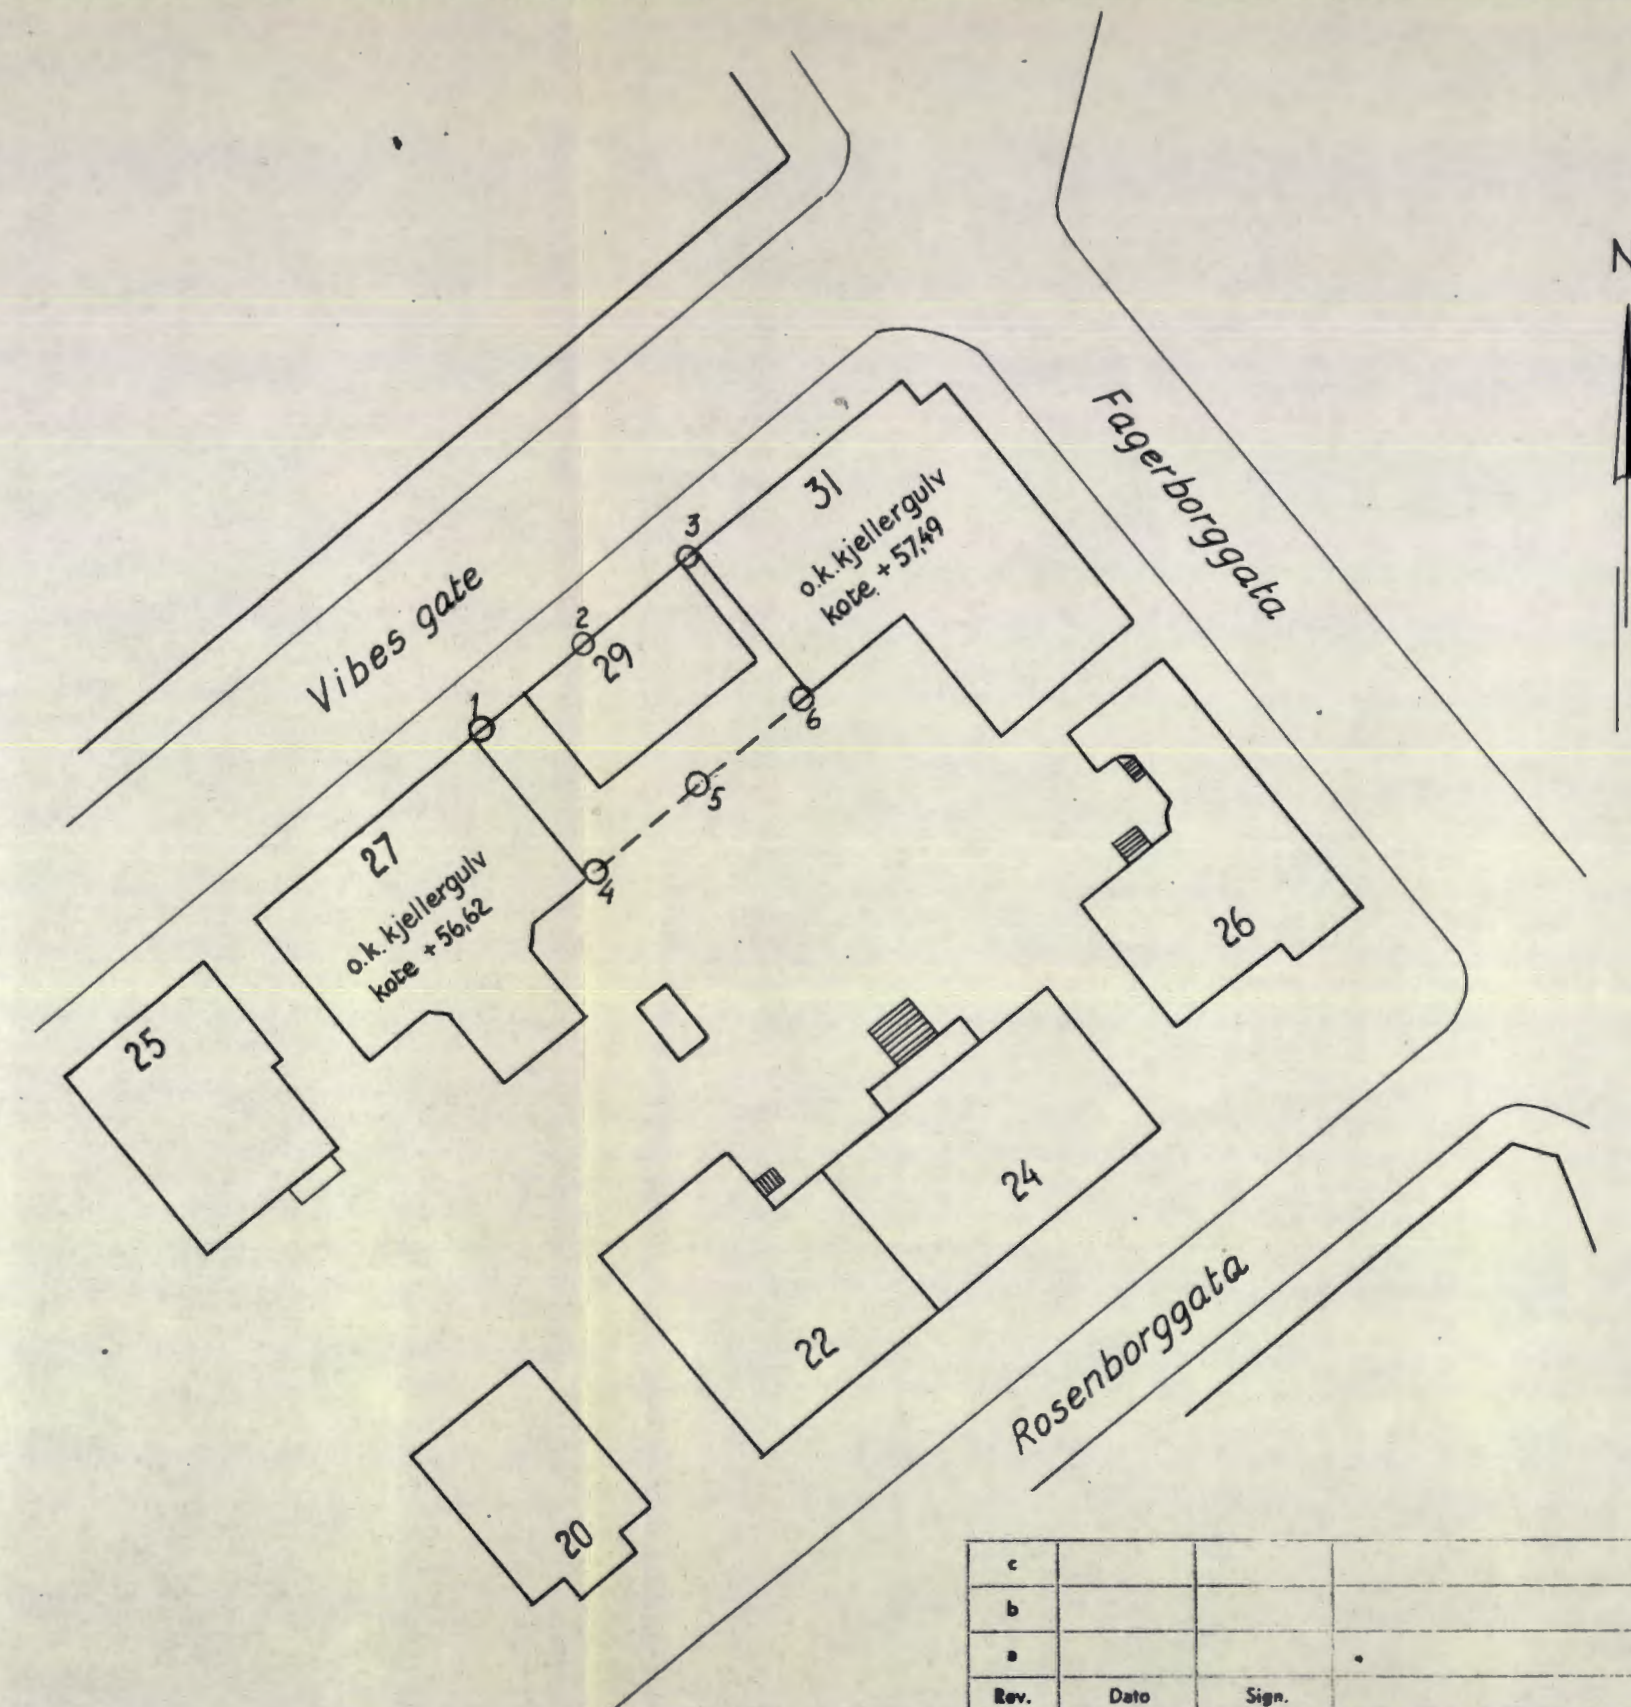 N
Fagerborggata
31
o.k. kjellergulv
kote. +57,49
3
Vibes gate
2
29
1
6
5
27
4
o.k. kjellergulv
kote +56,62
26
25
24
22
Rosenborggata
20
c
b
a
Rev. Dato Sign.